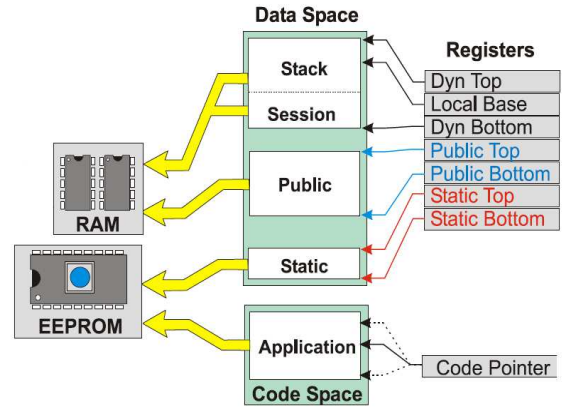 Data Space
Stack
Session
Public
Static
Registers
Dyn Top
Local Base
Dyn Bottom
Public Top
Public Bottom
Static Top
Static Bottom
RAM
EEPROM
Application
Code Space
Code Pointer